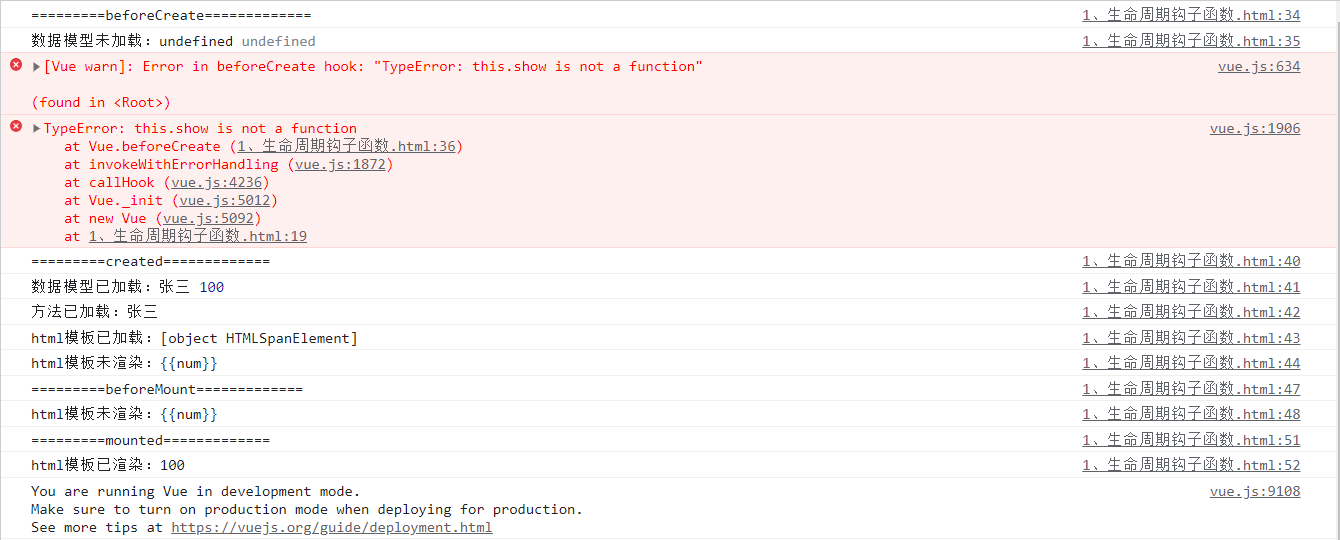 =========beforeCreate============= 1、生命周期钩子函数.html:34
数据模型未加载：undefined undefined 1、生命周期钩子函数.html:35
[Vue warn]: Error in beforeCreate hook: "TypeError: this.show is not a function" vue.js:634
(found in <Root>)
TypeError: this.show is not a function vue.js:1906
at Vue.beforeCreate (1、生命周期钩子函数.html:36)
at invokeWithErrorHandling (vue.js:1872)
at callHook (vue.js:4236)
at Vue._init (vue.js:5012)
at new Vue (vue.js:5092)
at 1、生命周期钩子函数.html:19
=========created============= 1、生命周期钩子函数.html:40
数据模型已加载：张三 100 1、生命周期钩子函数.html:41
方法已加载：张三 1、生命周期钩子函数.html:42
html模板已加载：[object HTMLSpanElement] 1、生命周期钩子函数.html:43
html模板未渲染：{{num}} 1、生命周期钩子函数.html:44
=========beforeMount============= 1、生命周期钩子函数.html:47
html模板未渲染：{{num}} 1、生命周期钩子函数.html:48
=========mounted============= 1、生命周期钩子函数.html:51
html模板已渲染：100 1、生命周期钩子函数.html:52
You are running Vue in development mode. vue.js:9108
Make sure to turn on production mode when deploying for production.
See more tips at https://vuejs.org/guide/deployment.html